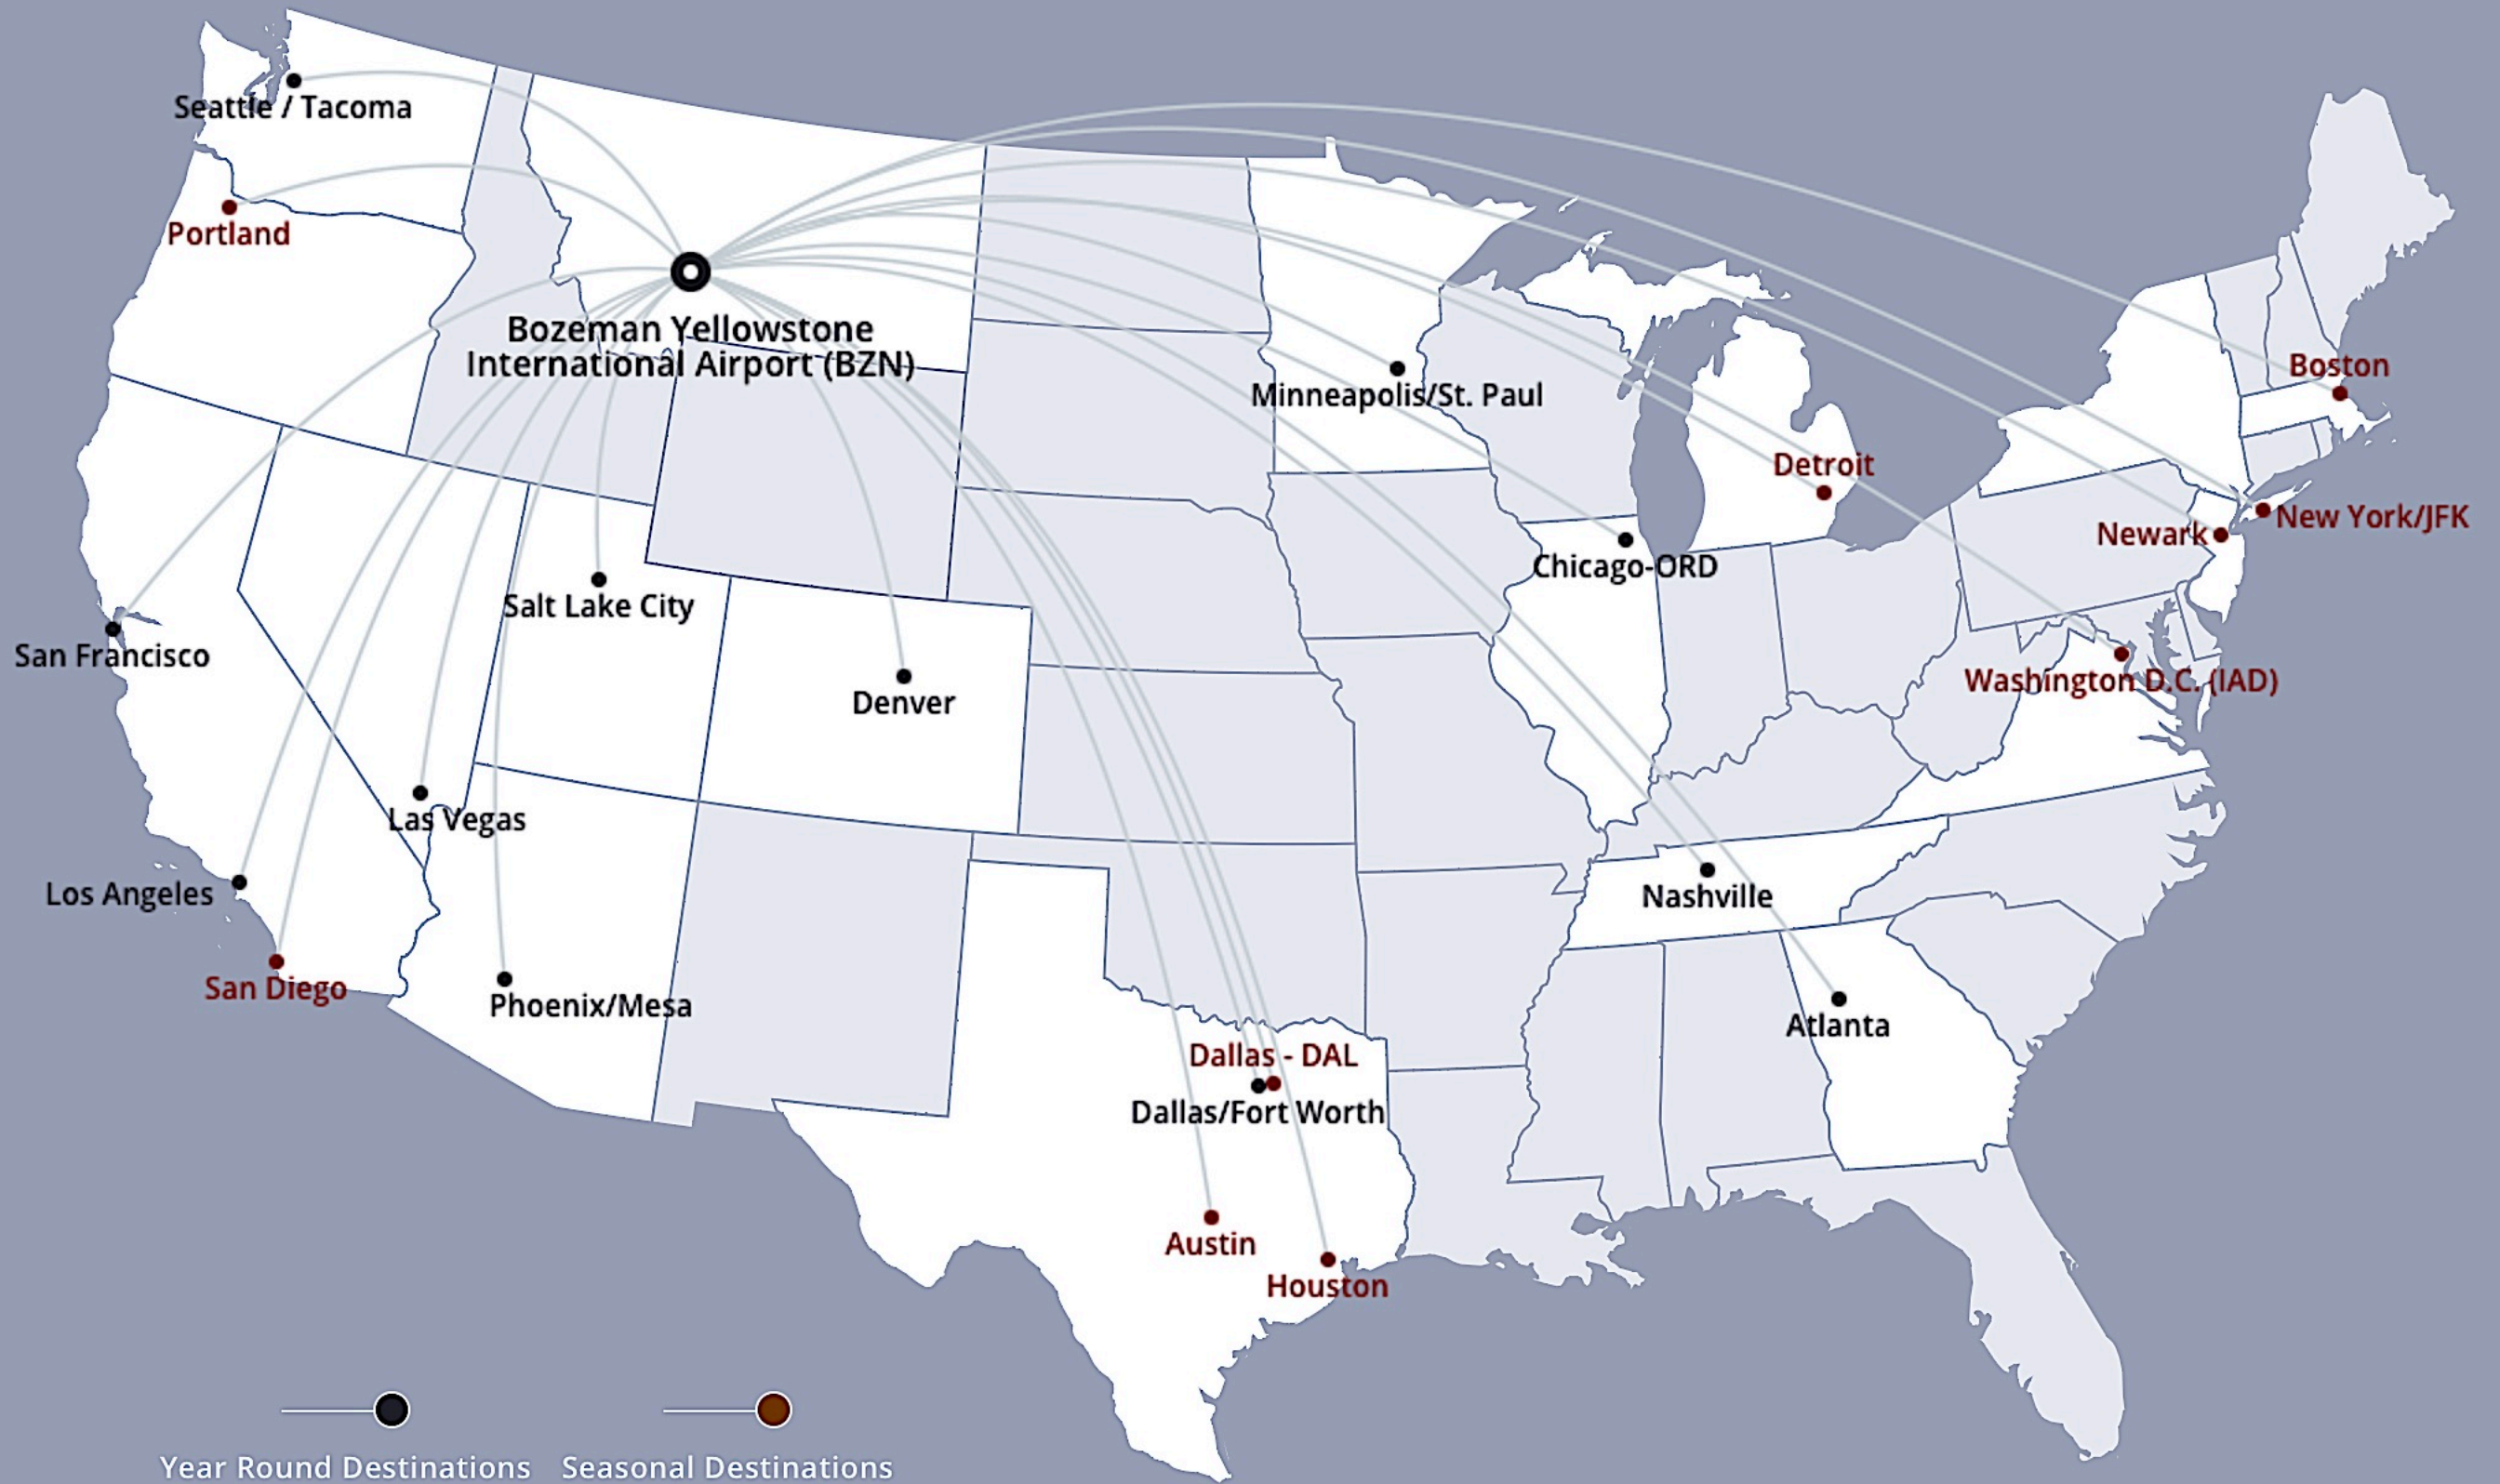 Seattle / Tacoma
Portland
Bozeman Yellowstone
International Airport (BZN)
Minneapolis/St. Paul
Boston
Detroit
New York/JFK
Newark
Chicago-ORD
Salt Lake City
San Francisco
Washington D.C. (IAD)
Denver
Las Vegas
Los Angeles
Nashville
San Diego
Phoenix/Mesa
Atlanta
Dallas - DAL
Dallas/Fort Worth
Austin
Houston
Year Round Destinations
Seasonal Destinations